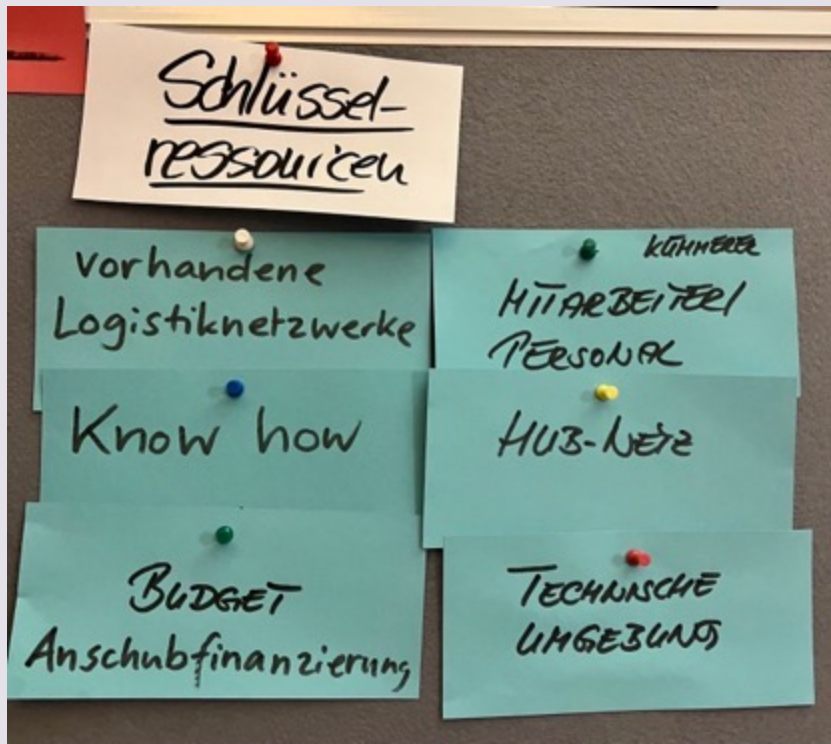 Schlüssel-
ressourcen
vorhandene
Logistiknetzwerke
KÜMMERER
MITARBEITER/
PERSONAL
Know how
HUB-NETZ
BUDGET
Anschubfinanzierung
TECHNISCHE
UMGEBUNG